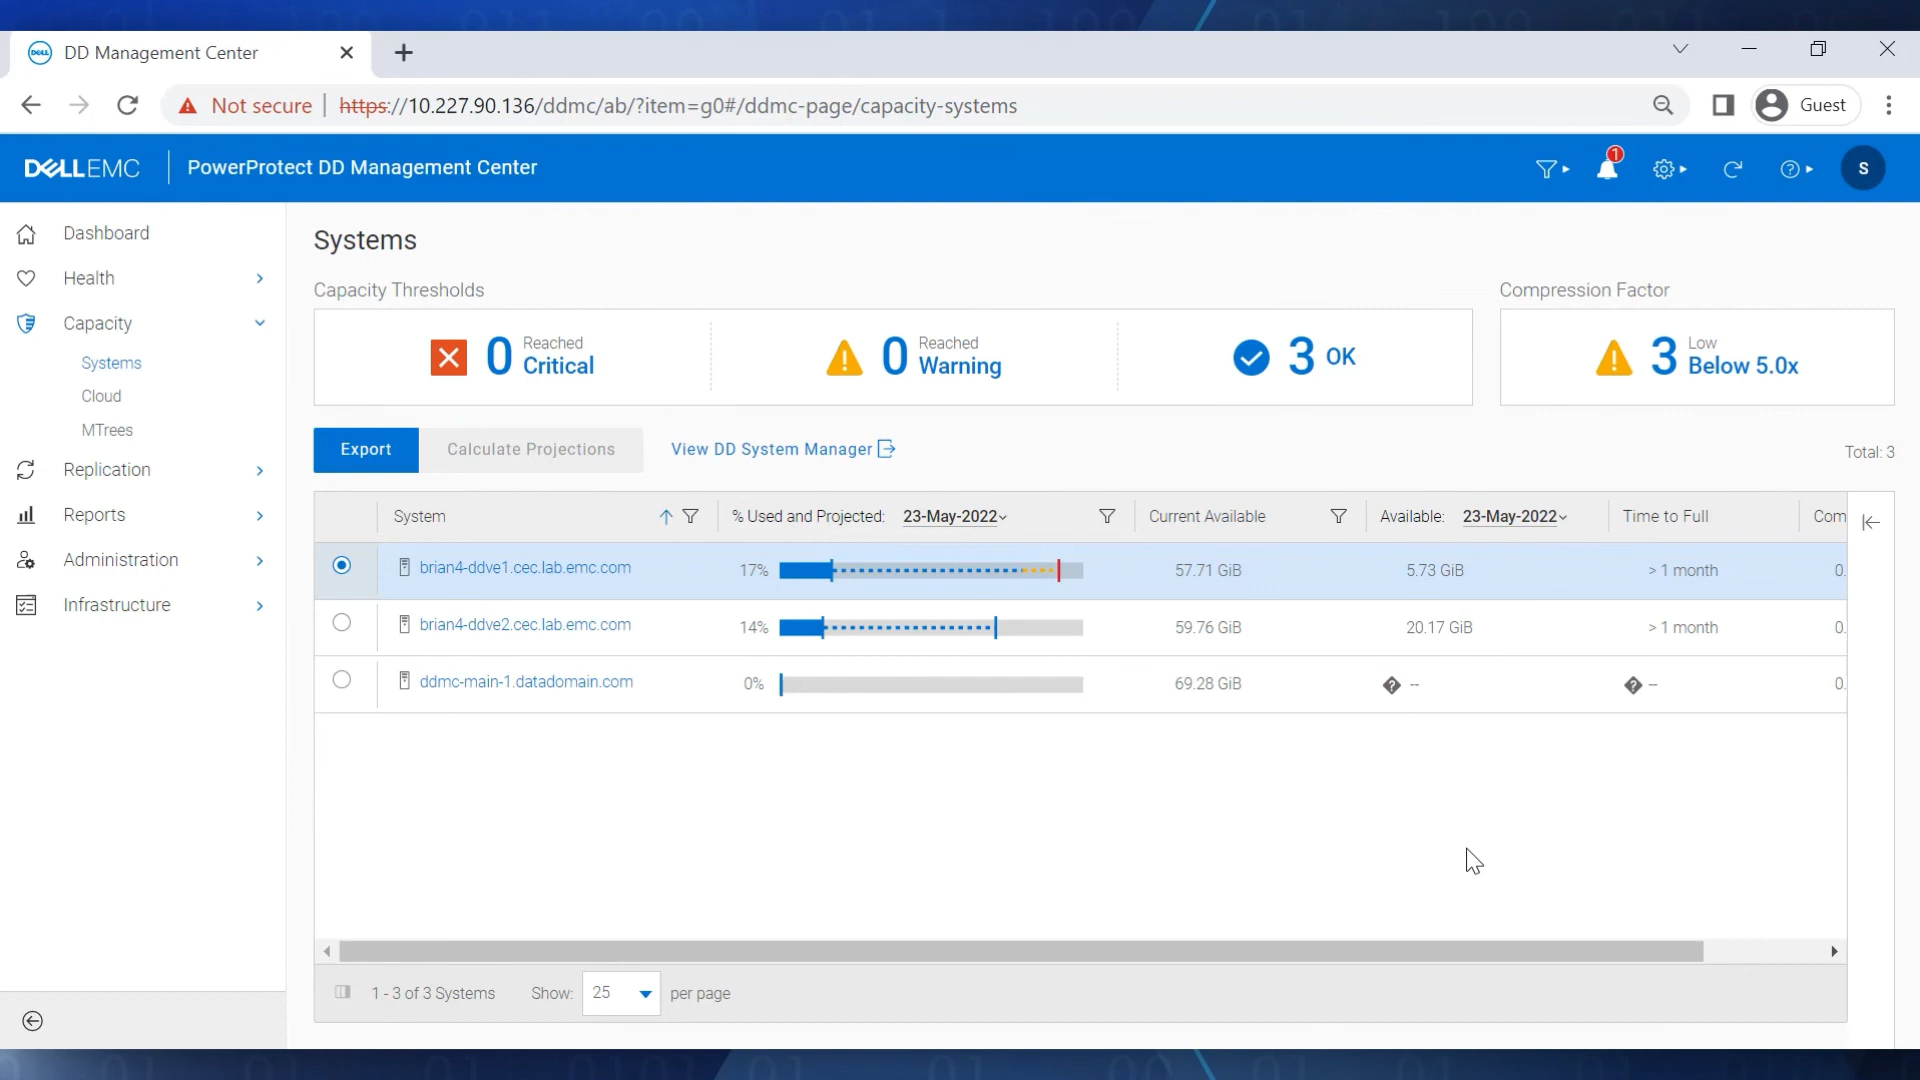 DD Management Center
Not secure | https://10.227.90.136/ddmc/ab/?item=g0#/ddmc-page/capacity-systems
Guest
DELLEMC
PowerProtect DD Management Center
1
S
Dashboard
Health
Capacity
Systems
Cloud
MTrees
Replication
Reports
Administration
Infrastructure
Systems
Capacity Thresholds
Compression Factor
0 Reached Critical
0 Reached Warning
3 OK
3 Low Below 5.0x
Export
Calculate Projections
View DD System Manager
Total: 3
System % Used and Projected: 23-May-2022 Current Available Available: 23-May-2022 Time to Full Com
brian4-ddve1.cec.lab.emc.com 17% 57.71 GiB 5.73 GiB > 1 month 0.
brian4-ddve2.cec.lab.emc.com 14% 59.76 GiB 20.17 GiB > 1 month 0.
ddmc-main-1.datadomain.com 0% 69.28 GiB -- -- 0.
1 - 3 of 3 Systems Show: 25 per page